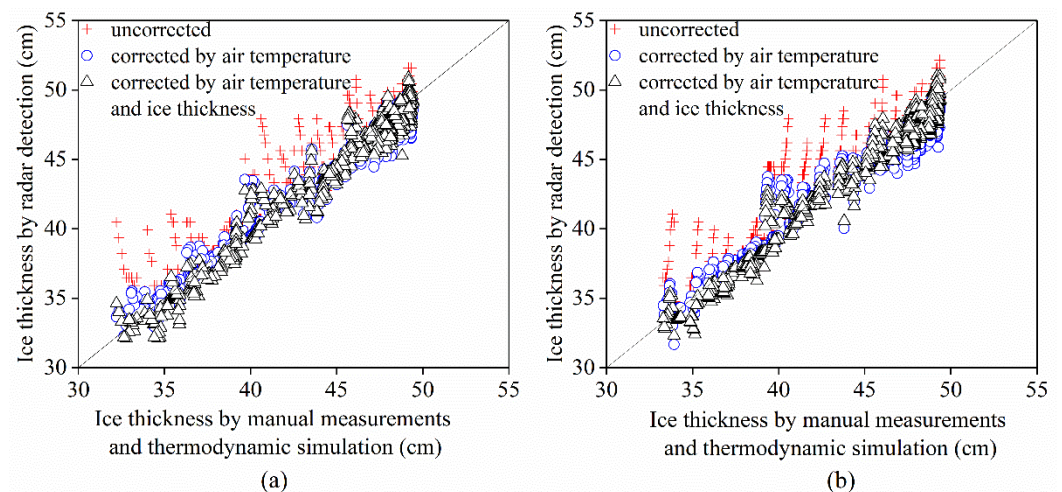 55
50
45
40
35
30
Ice thickness by radar detection (cm)
uncorrected
corrected by air temperature
corrected by air temperature
and ice thickness
30 35 40 45 50 55
Ice thickness by manual measurements
and thermodynamic simulation (cm)
(a)
55
50
45
40
35
30
Ice thickness by radar detection (cm)
uncorrected
corrected by air temperature
corrected by air temperature
and ice thickness
30 35 40 45 50 55
Ice thickness by manual measurements
and thermodynamic simulation (cm)
(b)